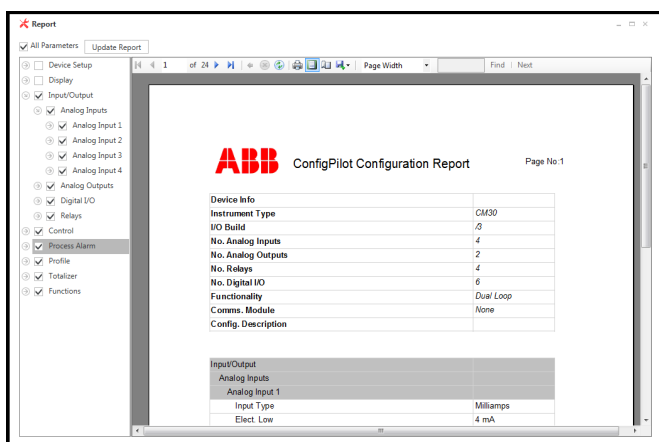 Report
All Parameters Update Report
Device Setup
Display
Input/Output
Analog Inputs
Analog Input 1
Analog Input 2
Analog Input 3
Analog Input 4
Analog Outputs
Digital I/O
Relays
Control
Process Alarm
Profile
Totalizer
Functions
1 of 24 Page Width Find | Next
ABB ConfigPilot Configuration Report Page No:1
Device Info
Instrument Type CM30
I/O Build /3
No. Analog Inputs 4
No. Analog Outputs 2
No. Relays 4
No. Digital I/O 6
Functionality Dual Loop
Comms. Module None
Config. Description
Input/Output
Analog Inputs
Analog Input 1
Input Type Milliamps
Elect. Low 4 mA